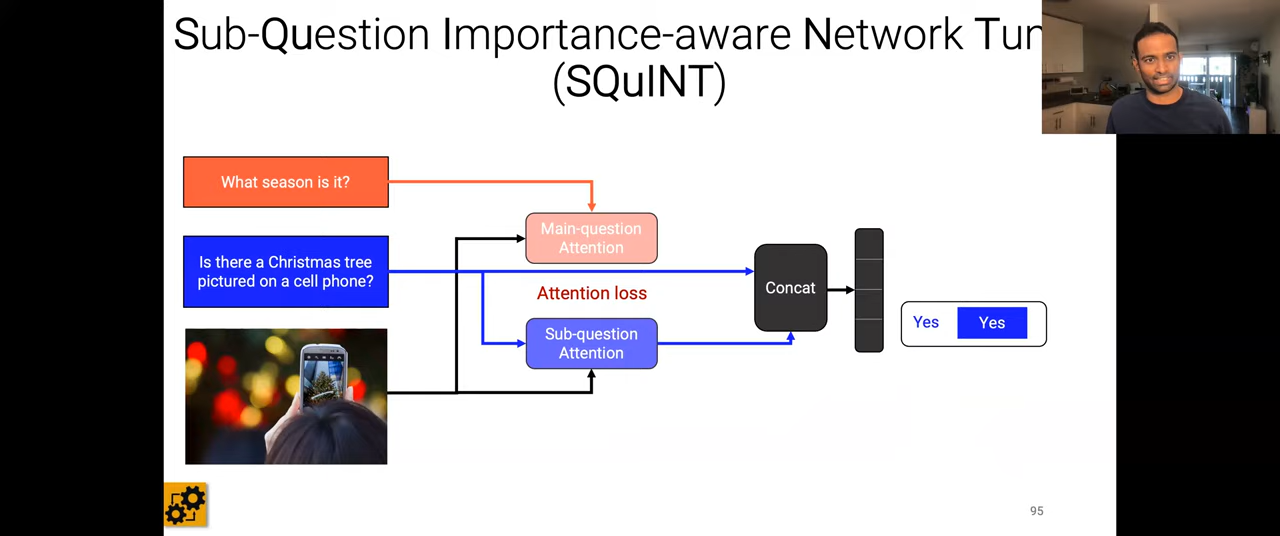 Sub-Question Importance-aware Network Tun
(SQuINT)
What season is it?
Main-question
Attention
Is there a Christmas tree
pictured on a cell phone?
Attention loss
Concat
Sub-question
Attention
Yes
Yes
95